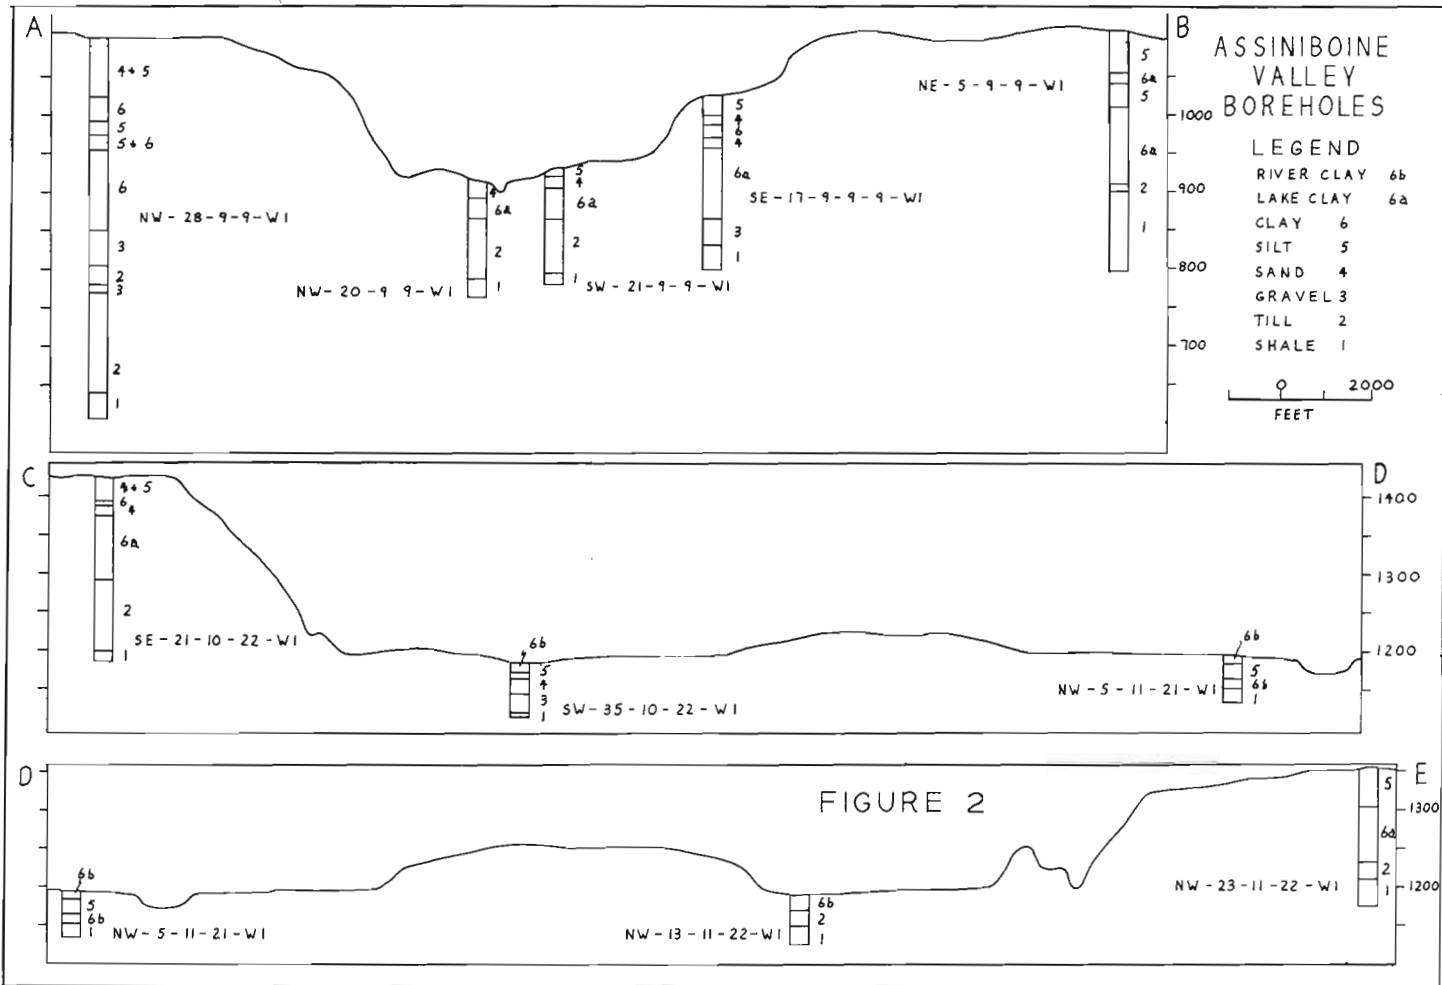 A
B
ASSINIBOINE
VALLEY
BOREHOLES
LEGEND
RIVER CLAY 6b
LAKE CLAY 6a
CLAY 6
SILT 5
SAND 4
GRAVEL 3
TILL 2
SHALE 1
0 2000
FEET
1000
900
800
700
4+5
6
5
5+6
6
3
2
3
2
1
NW-28-9-9-W1
4
6a
2
1
NW-20-9 9-W1
5
4
6a
2
1
SW-21-9-9-W1
5
4
6
4
6a
3
1
SE-17-9-9-W1
NE-5-9-9-W1
5
6a
5
6a
2
1
C
D
1400
1300
1200
4+5
6
4
6a
2
1
SE-21-10-22-W1
6b
5
4
3
1
SW-35-10-22-W1
6b
5
6b
1
NW-5-11-21-W1
D
E
FIGURE 2
1300
1200
6b
5
6b
1
NW-5-11-21-W1
6b
2
1
NW-13-11-22-W1
5
6a
2
1
NW-23-11-22-W1